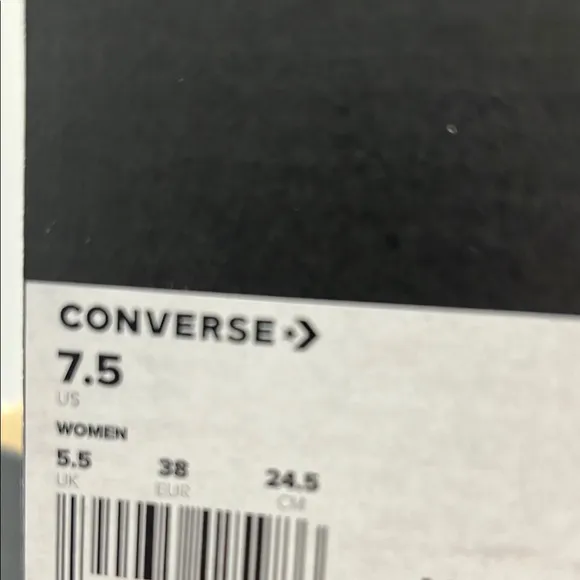 CONVERSE
7.5
US
WOMEN
5.5 38 24.5
UK EUR CM